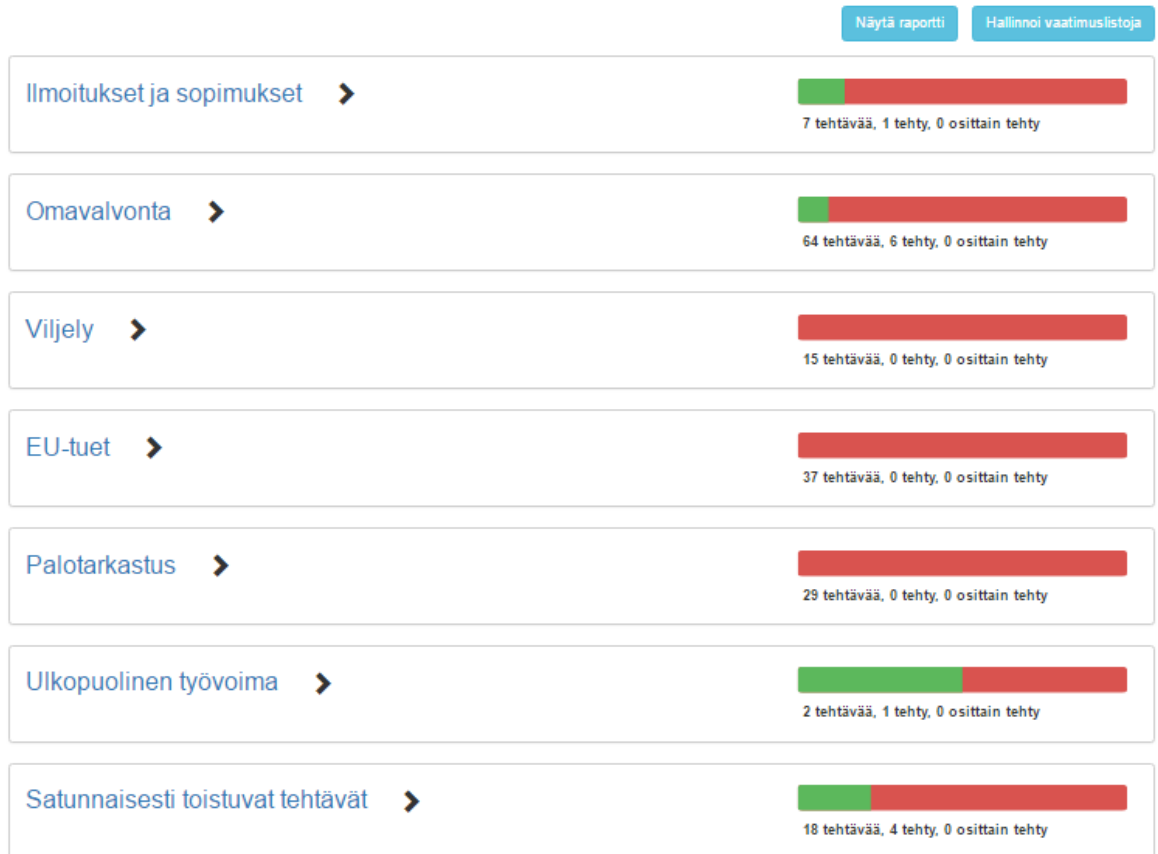 Näytä raportti Hallinnoi vaatimuslistoja
Ilmoitukset ja sopimukset
7 tehtävää, 1 tehty, 0 osittain tehty
Omavalvonta
64 tehtävää, 6 tehty, 0 osittain tehty
Viljely
15 tehtävää, 0 tehty, 0 osittain tehty
EU-tuet
37 tehtävää, 0 tehty, 0 osittain tehty
Palotarkastus
29 tehtävää, 0 tehty, 0 osittain tehty
Ulkopuolinen työvoima
2 tehtävää, 1 tehty, 0 osittain tehty
Satunnaisesti toistuvat tehtävät
18 tehtävää, 4 tehty, 0 osittain tehty